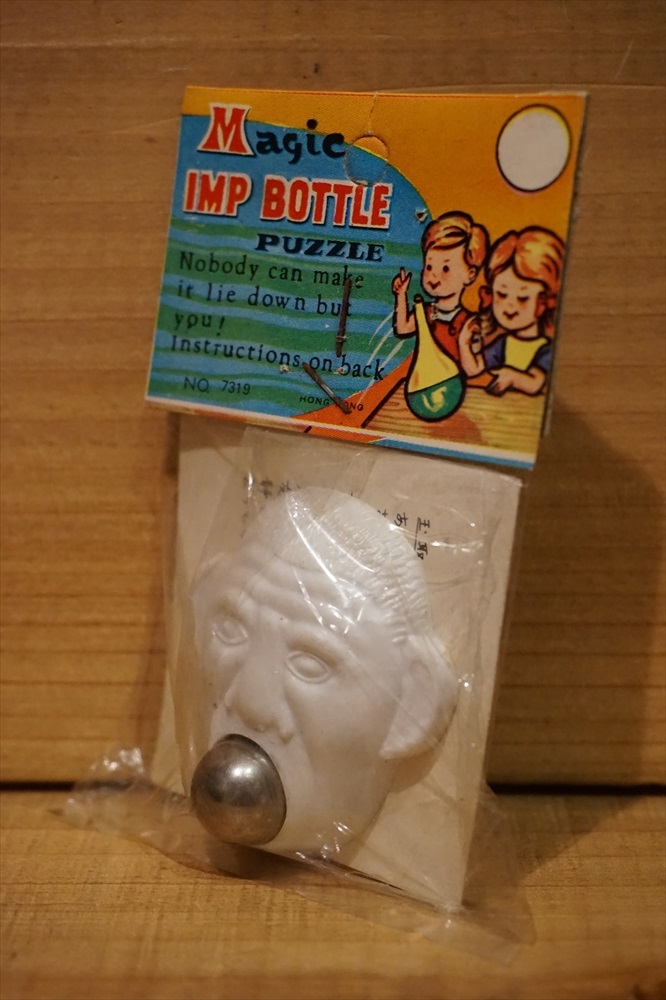 Magic
IMP BOTTLE
PUZZLE
Nobody can make
it lie down but
you!
Instructions on back
NO. 7319
HONG KONG